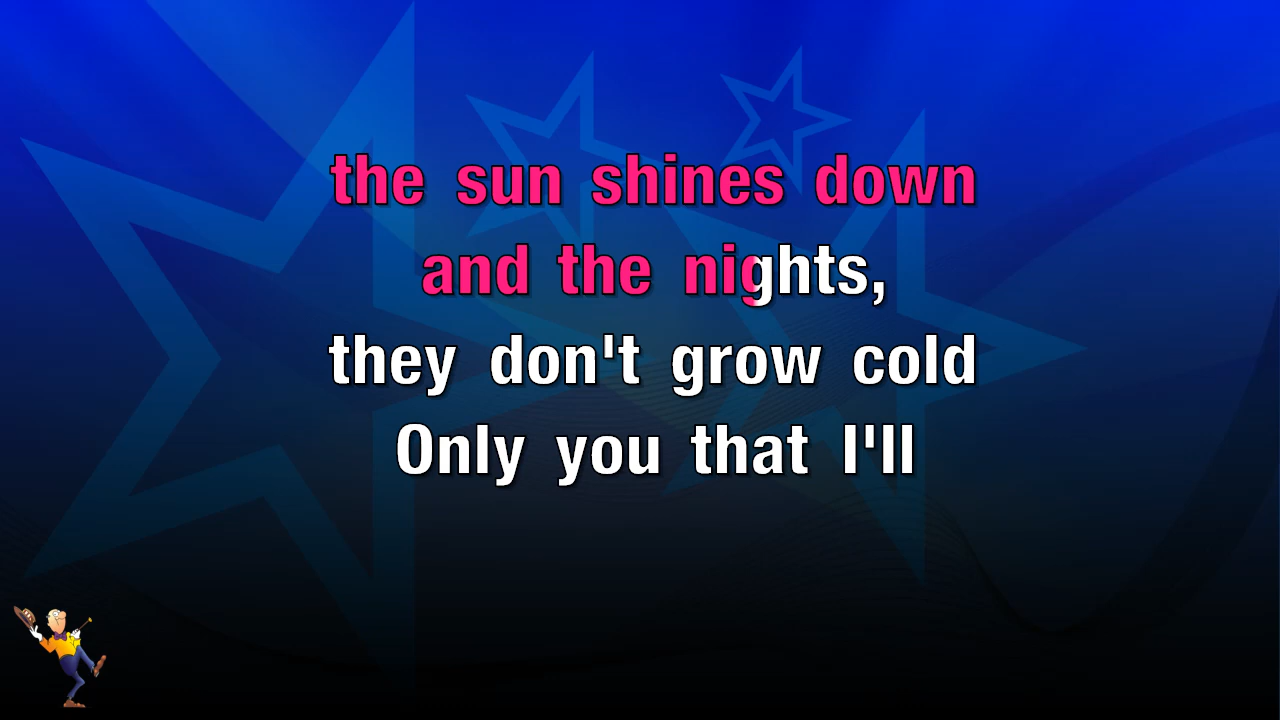 the sun shines down
and the nights,
they don't grow cold
Only you that I'll